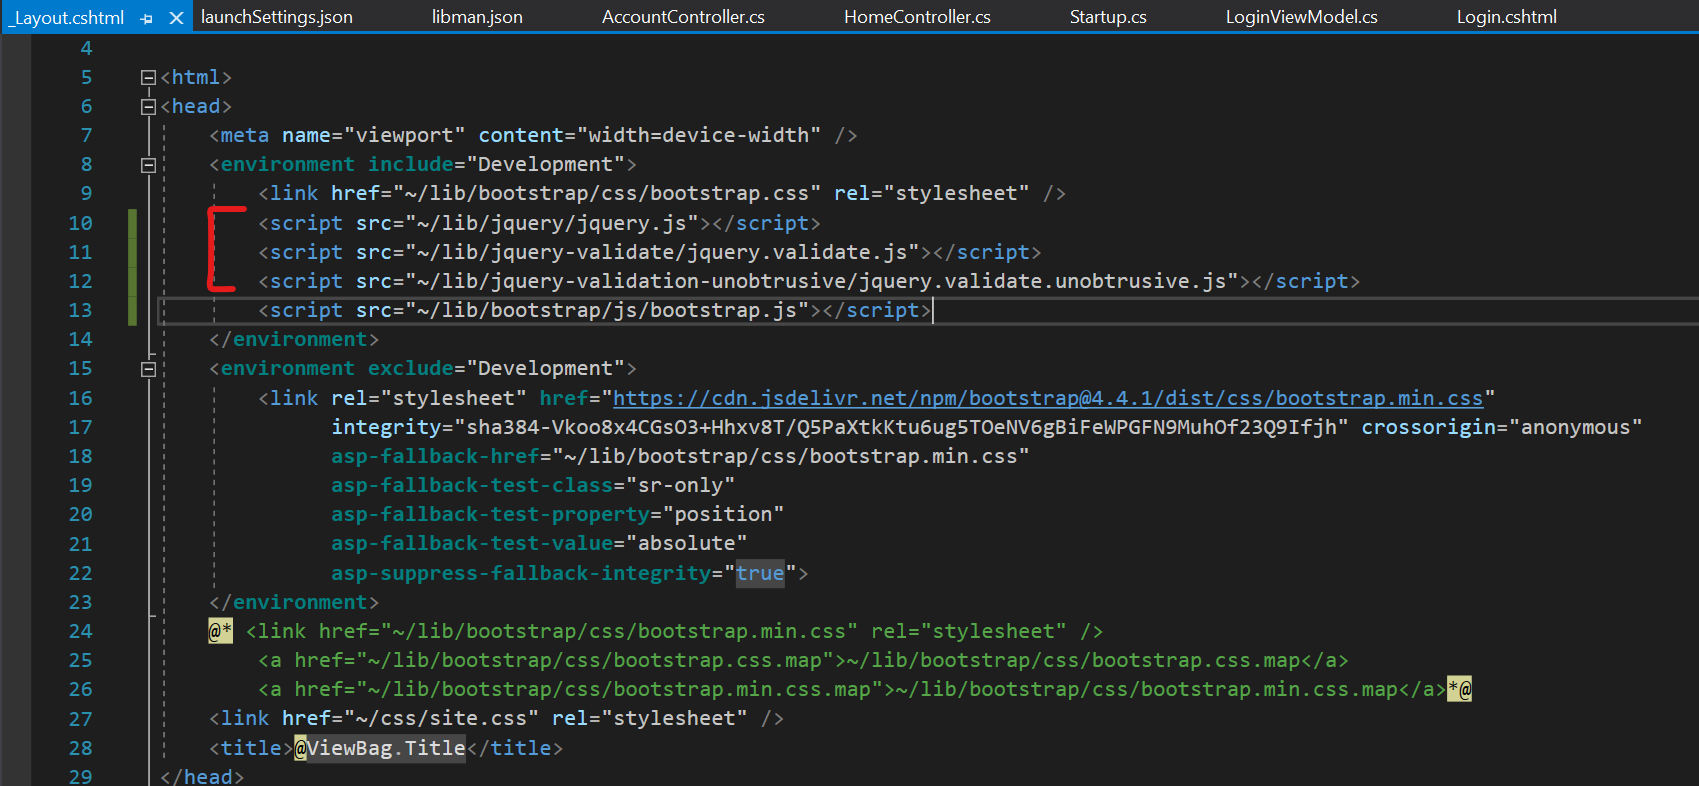 _Layout.cshtml launchSettings.json libman.json AccountController.cs HomeController.cs Startup.cs LoginViewModel.cs Login.cshtml
4
5 <html>
6 <head>
7 <meta name="viewport" content="width=device-width" />
8 <environment include="Development">
9 <link href="~/lib/bootstrap/css/bootstrap.css" rel="stylesheet" />
10 <script src="~/lib/jquery/jquery.js"></script>
11 <script src="~/lib/jquery-validate/jquery.validate.js"></script>
12 <script src="~/lib/jquery-validation-unobtrusive/jquery.validate.unobtrusive.js"></script>
13 <script src="~/lib/bootstrap/js/bootstrap.js"></script>
14 </environment>
15 <environment exclude="Development">
16 <link rel="stylesheet" href="https://cdn.jsdelivr.net/npm/bootstrap@4.4.1/dist/css/bootstrap.min.css"
17 integrity="sha384-Vkoo8x4CGsO3+Hhxv8T/Q5PaXtkKtu6ug5TOeNV6gBiFeWPGFN9MuhOf23Q9Ifjh" crossorigin="anonymous"
18 asp-fallback-href="~/lib/bootstrap/css/bootstrap.min.css"
19 asp-fallback-test-class="sr-only"
20 asp-fallback-test-property="position"
21 asp-fallback-test-value="absolute"
22 asp-suppress-fallback-integrity="true">
23 </environment>
24 @* <link href="~/lib/bootstrap/css/bootstrap.min.css" rel="stylesheet" />
25 <a href="~/lib/bootstrap/css/bootstrap.css.map">~/lib/bootstrap/css/bootstrap.css.map</a>
26 <a href="~/lib/bootstrap/css/bootstrap.min.css.map">~/lib/bootstrap/css/bootstrap.min.css.map</a>*@
27 <link href="~/css/site.css" rel="stylesheet" />
28 <title>@ViewBag.Title</title>
29 </head>